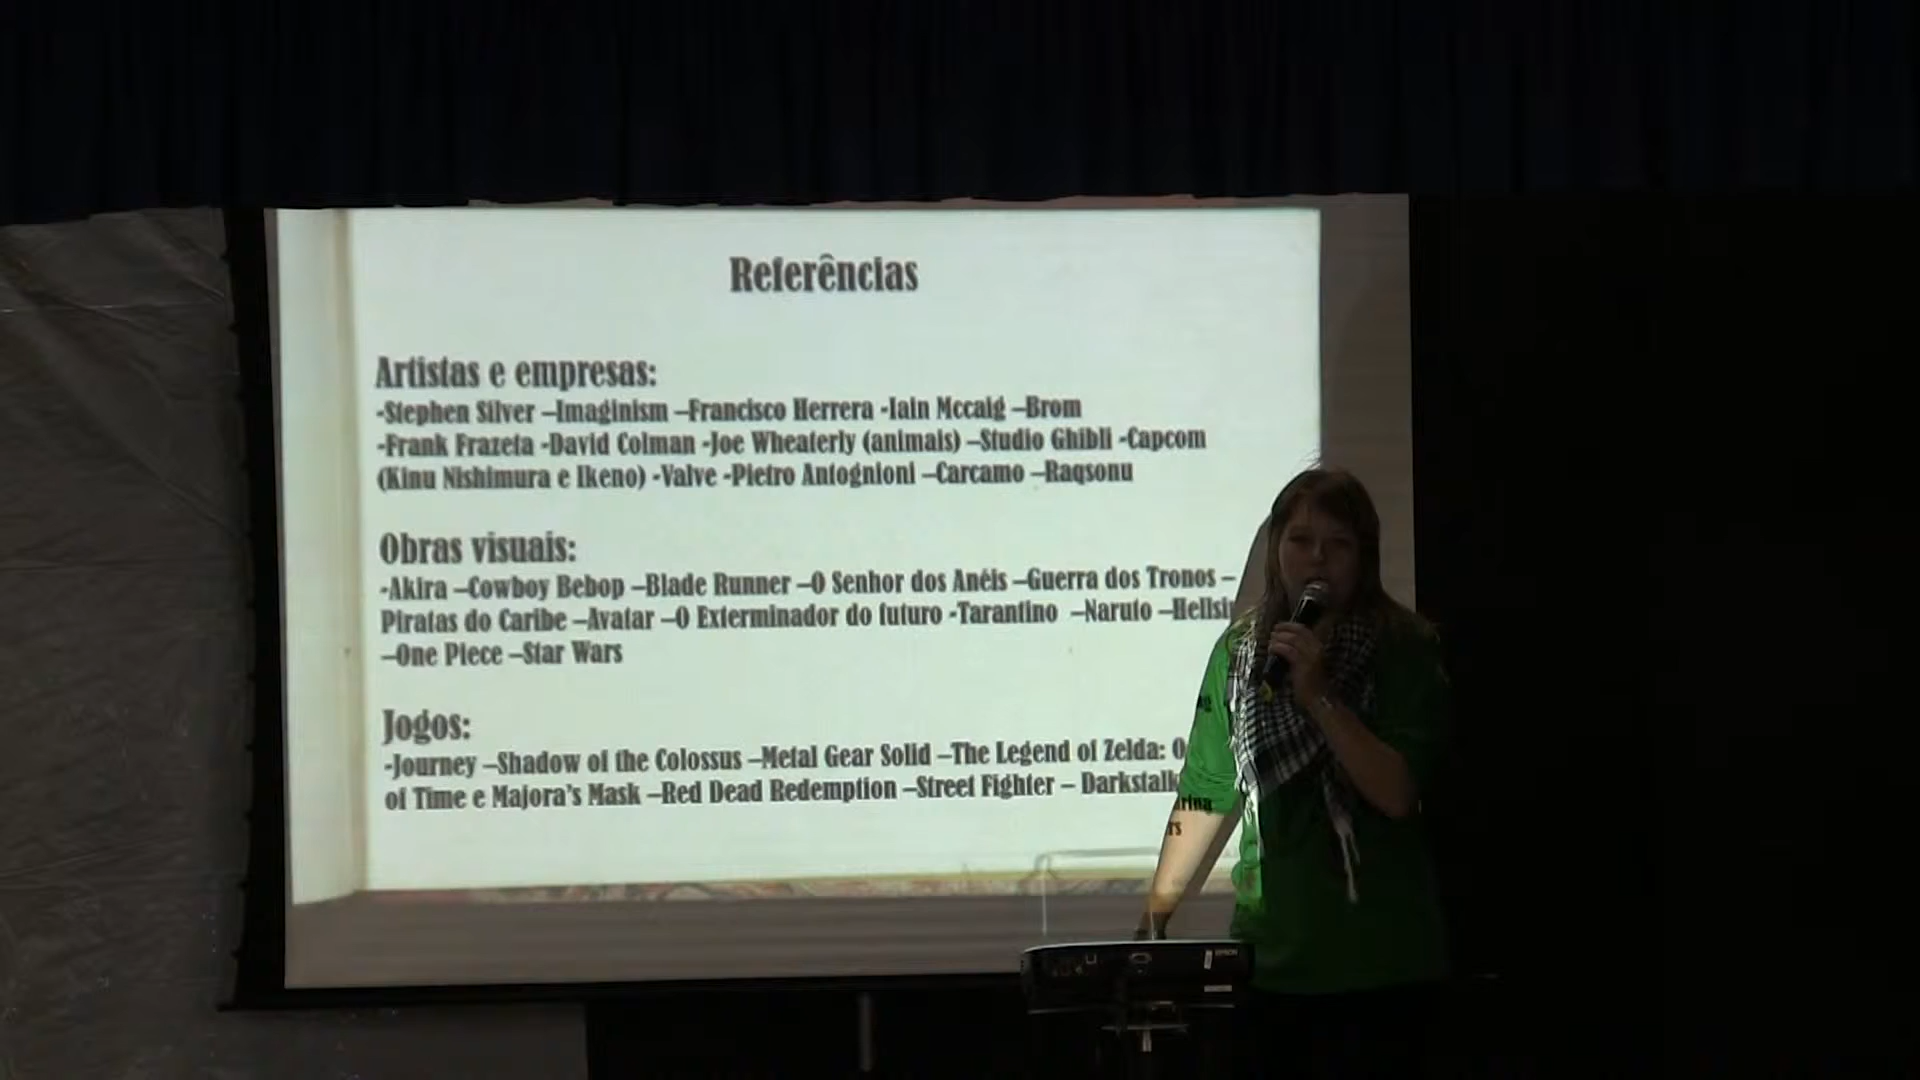 Referências
Artistas e empresas:
-Stephen Silver –Imaginism –Francisco Herrera -Iain Mccaig –Brom
-Frank Frazeta -David Colman -Joe Wheaterly (animais) –Studio Ghibli -Capcom
(Kinu Nishimura e Ikeno) -Valve -Pietro Antognioni –Carcamo –Raqsonu
Obras visuais:
-Akira –Cowboy Bebop –Blade Runner –O Senhor dos Anéis –Guerra dos Tronos –
Piratas do Caribe –Avatar –O Exterminador do futuro -Tarantino –Naruto –Hellsi
–One Piece –Star Wars
Jogos:
-Journey –Shadow of the Colossus –Metal Gear Solid –The Legend of Zelda: O
of Time e Majora's Mask –Red Dead Redemption –Street Fighter – Darkstalk
EPSON